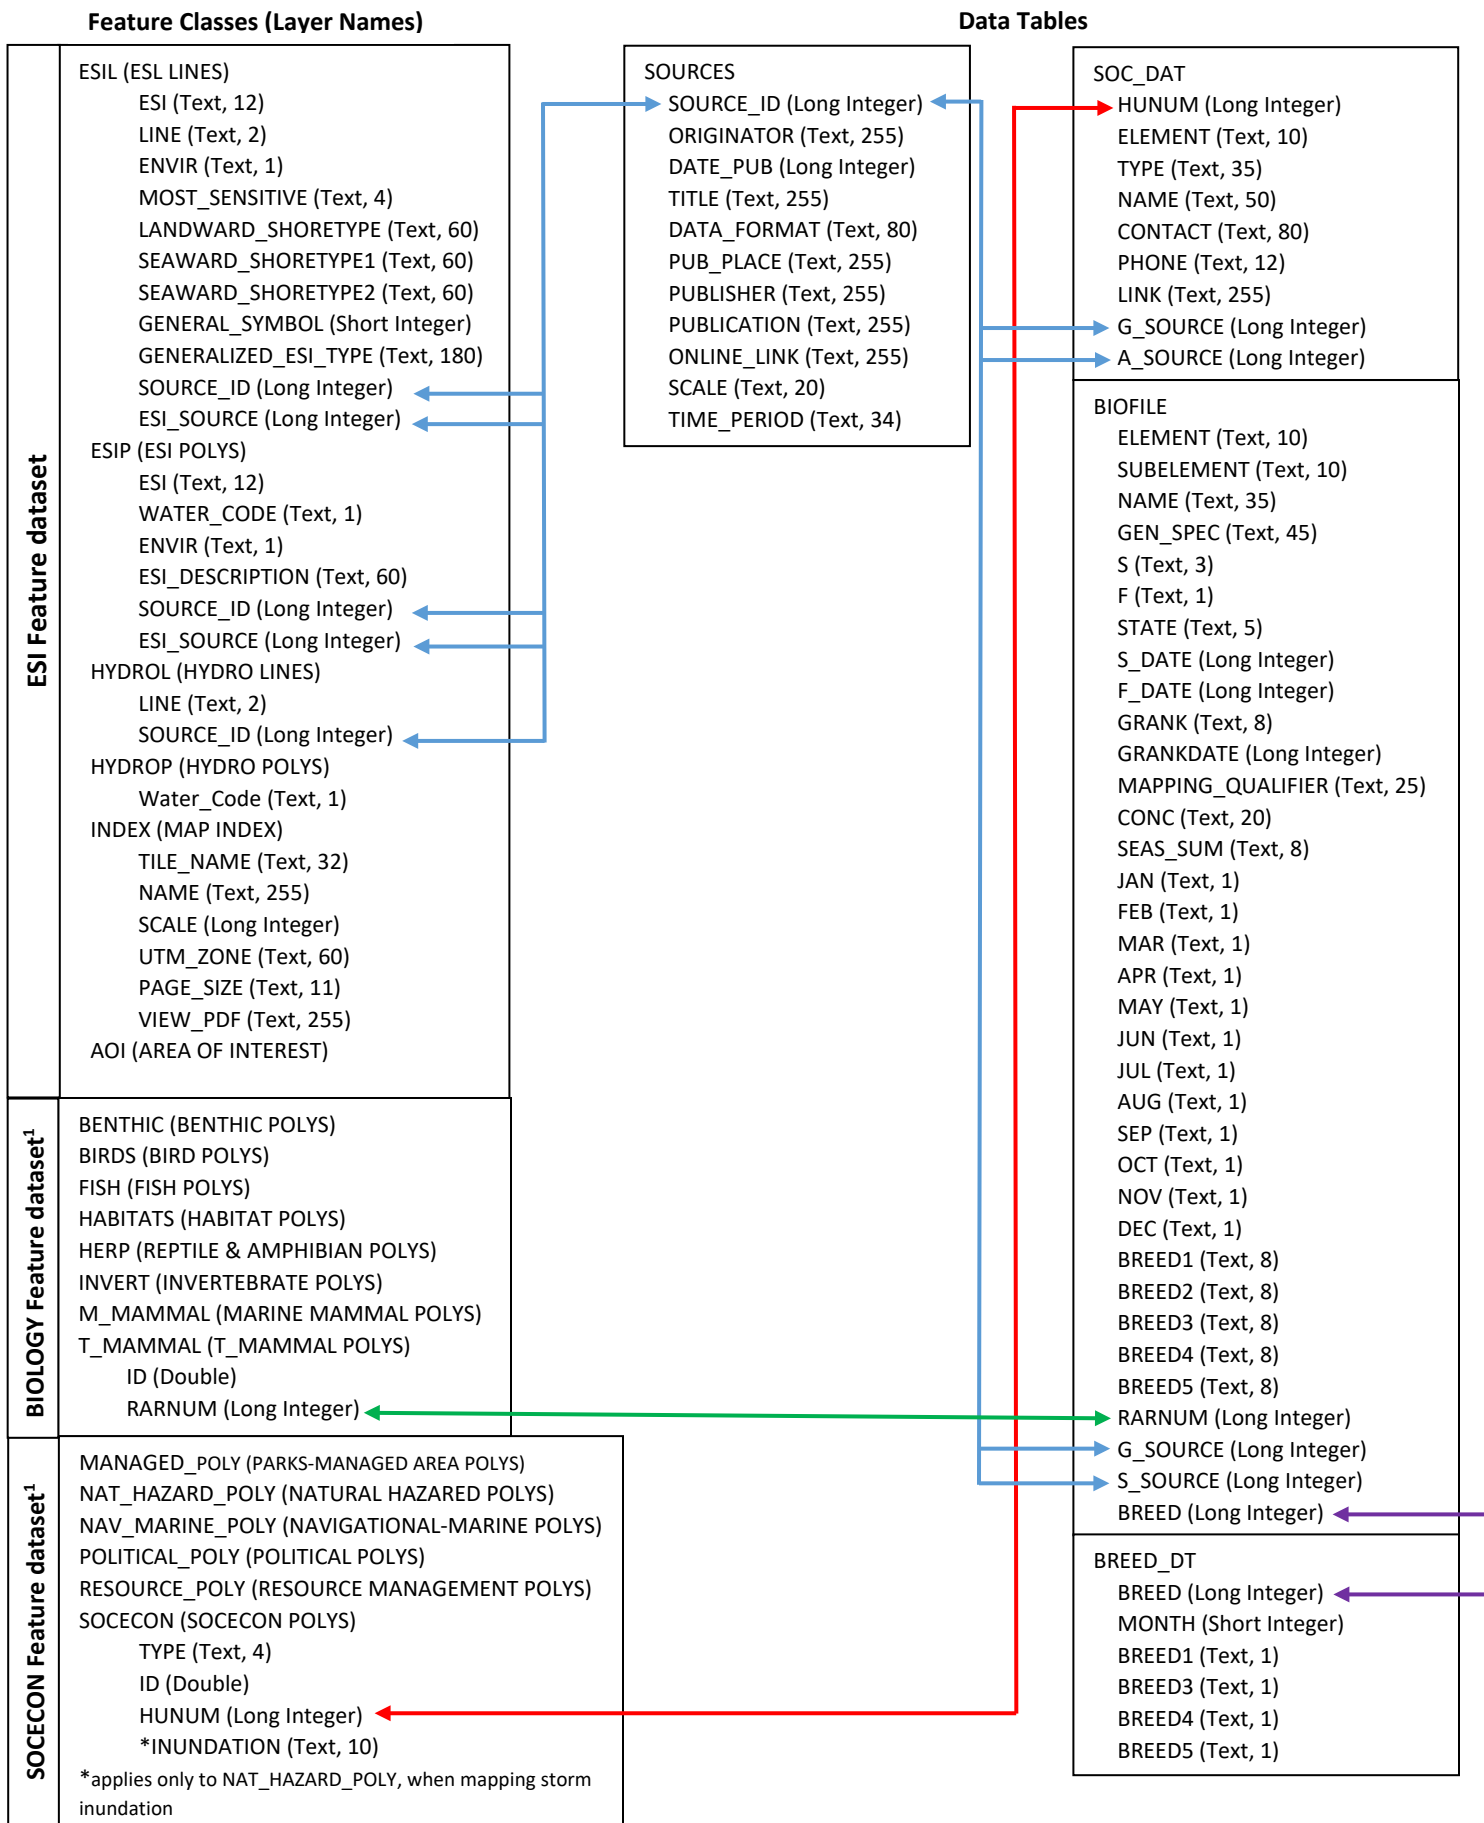 Feature Classes (Layer Names)
ESI Feature dataset
ESIL (ESL LINES)
ESI (Text, 12)
LINE (Text, 2)
ENVIR (Text, 1)
MOST_SENSITIVE (Text, 4)
LANDWARD_SHORETYPE (Text, 60)
SEAWARD_SHORETYPE1 (Text, 60)
SEAWARD_SHORETYPE2 (Text, 60)
GENERAL_SYMBOL (Short Integer)
GENERALIZED_ESI_TYPE (Text, 180)
SOURCE_ID (Long Integer)
ESI_SOURCE (Long Integer)
ESIP (ESI POLYS)
ESI (Text, 12)
WATER_CODE (Text, 1)
ENVIR (Text, 1)
ESI_DESCRIPTION (Text, 60)
SOURCE_ID (Long Integer)
ESI_SOURCE (Long Integer)
HYDROL (HYDRO LINES)
LINE (Text, 2)
SOURCE_ID (Long Integer)
HYDROP (HYDRO POLYS)
Water_Code (Text, 1)
INDEX (MAP INDEX)
TILE_NAME (Text, 32)
NAME (Text, 255)
SCALE (Long Integer)
UTM_ZONE (Text, 60)
PAGE_SIZE (Text, 11)
VIEW_PDF (Text, 255)
AOI (AREA OF INTEREST)
BIOLOGY Feature dataset1
BENTHIC (BENTHIC POLYS)
BIRDS (BIRD POLYS)
FISH (FISH POLYS)
HABITATS (HABITAT POLYS)
HERP (REPTILE & AMPHIBIAN POLYS)
INVERT (INVERTEBRATE POLYS)
M_MAMMAL (MARINE MAMMAL POLYS)
T_MAMMAL (T_MAMMAL POLYS)
ID (Double)
RARNUM (Long Integer)
SOCECON Feature dataset1
MANAGED_POLY (PARKS-MANAGED AREA POLYS)
NAT_HAZARD_POLY (NATURAL HAZARED POLYS)
NAV_MARINE_POLY (NAVIGATIONAL-MARINE POLYS)
POLITICAL_POLY (POLITICAL POLYS)
RESOURCE_POLY (RESOURCE MANAGEMENT POLYS)
SOCECON (SOCECON POLYS)
TYPE (Text, 4)
ID (Double)
HUNUM (Long Integer)
*INUNDATION (Text, 10)
*applies only to NAT_HAZARD_POLY, when mapping storm
inundation
Data Tables
SOURCES
SOURCE_ID (Long Integer)
ORIGINATOR (Text, 255)
DATE_PUB (Long Integer)
TITLE (Text, 255)
DATA_FORMAT (Text, 80)
PUB_PLACE (Text, 255)
PUBLISHER (Text, 255)
PUBLICATION (Text, 255)
ONLINE_LINK (Text, 255)
SCALE (Text, 20)
TIME_PERIOD (Text, 34)
SOC_DAT
HUNUM (Long Integer)
ELEMENT (Text, 10)
TYPE (Text, 35)
NAME (Text, 50)
CONTACT (Text, 80)
PHONE (Text, 12)
LINK (Text, 255)
G_SOURCE (Long Integer)
A_SOURCE (Long Integer)
BIOFILE
ELEMENT (Text, 10)
SUBELEMENT (Text, 10)
NAME (Text, 35)
GEN_SPEC (Text, 45)
S (Text, 3)
F (Text, 1)
STATE (Text, 5)
S_DATE (Long Integer)
F_DATE (Long Integer)
GRANK (Text, 8)
GRANKDATE (Long Integer)
MAPPING_QUALIFIER (Text, 25)
CONC (Text, 20)
SEAS_SUM (Text, 8)
JAN (Text, 1)
FEB (Text, 1)
MAR (Text, 1)
APR (Text, 1)
MAY (Text, 1)
JUN (Text, 1)
JUL (Text, 1)
AUG (Text, 1)
SEP (Text, 1)
OCT (Text, 1)
NOV (Text, 1)
DEC (Text, 1)
BREED1 (Text, 8)
BREED2 (Text, 8)
BREED3 (Text, 8)
BREED4 (Text, 8)
BREED5 (Text, 8)
RARNUM (Long Integer)
G_SOURCE (Long Integer)
S_SOURCE (Long Integer)
BREED (Long Integer)
BREED_DT
BREED (Long Integer)
MONTH (Short Integer)
BREED1 (Text, 1)
BREED3 (Text, 1)
BREED4 (Text, 1)
BREED5 (Text, 1)